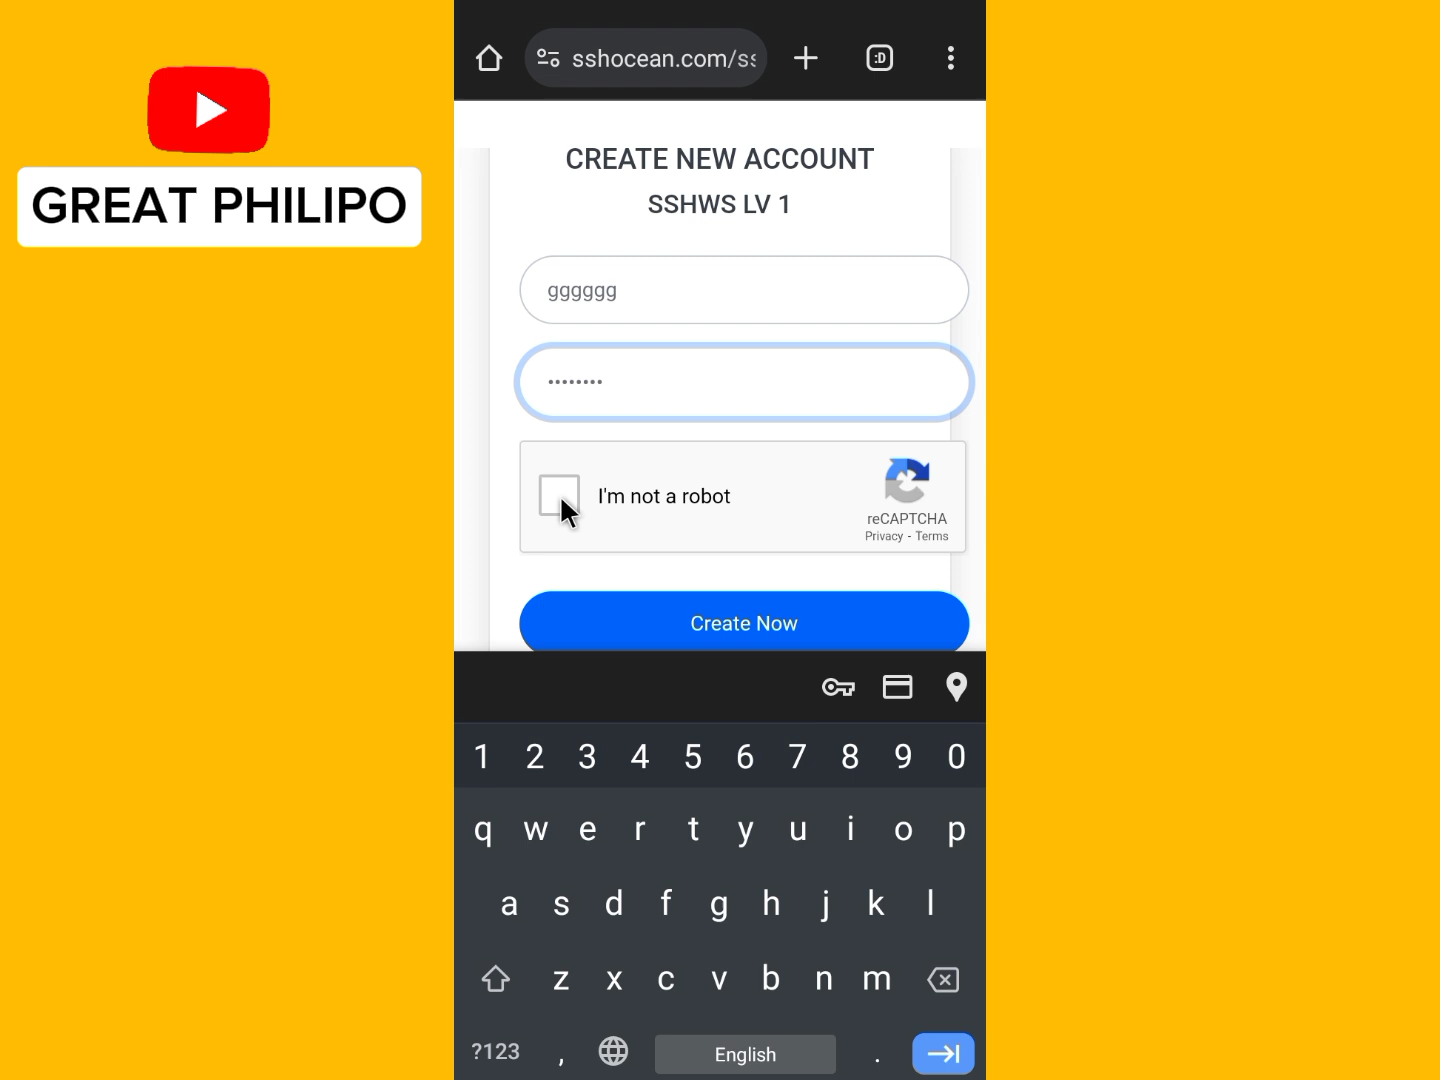 GREAT PHILIPO
sshocean.com/ss
:D
CREATE NEW ACCOUNT
SSHWS LV 1
gggggg
••••••••
I'm not a robot
reCAPTCHA
Privacy - Terms
Create Now
1 2 3 4 5 6 7 8 9 0
q w e r t y u i o p
a s d f g h j k l
z x c v b n m
?123 , English .